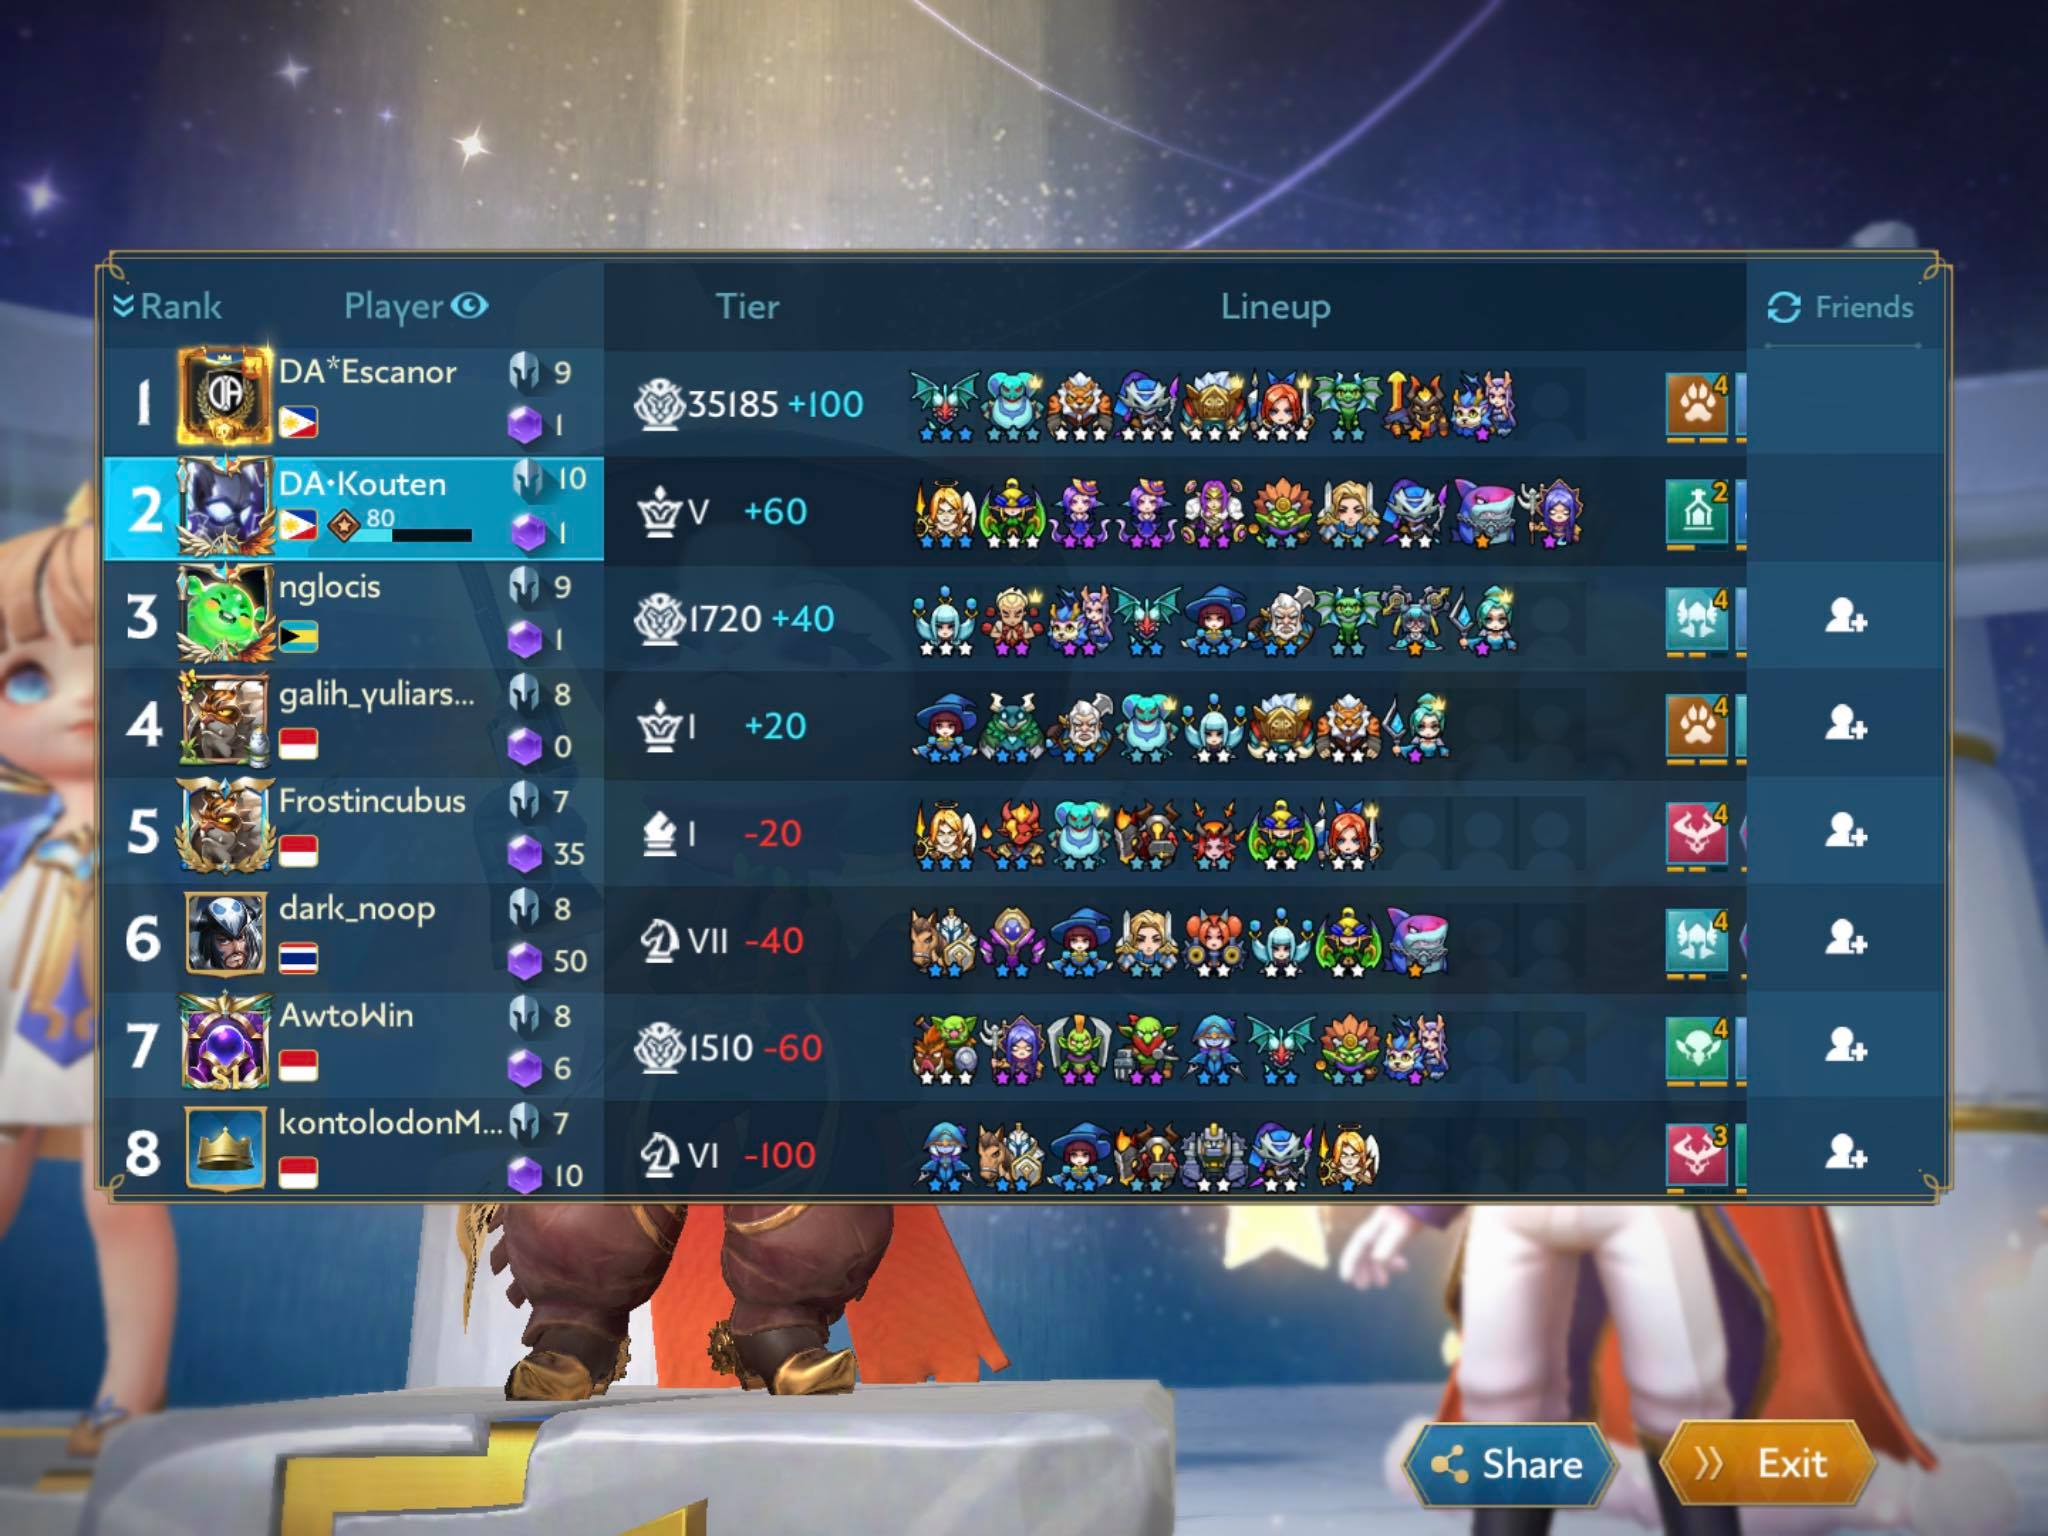 Rank Player Tier Lineup Friends
1 DA*Escanor 9 1 35185 +100 4
2 DA•Kouten 80 10 1 V +60 2
3 nglocis 9 1 1720 +40 4
4 galih_yuliars... 8 0 I +20 4
5 Frostincubus 7 35 I -20 4
6 dark_noop 8 50 VII -40 4
7 AwtoWin 8 6 1510 -60 4
S1
8 kontolodonM... 7 10 VI -100 3
DA
Share Exit